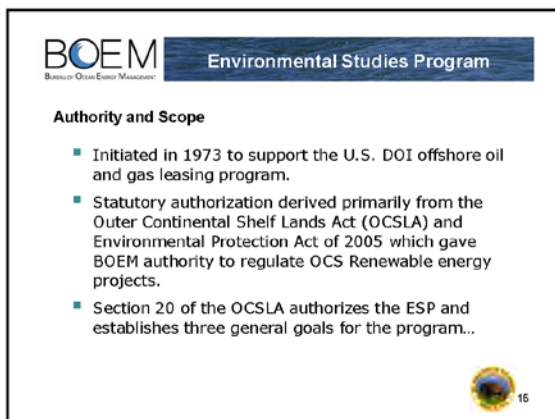 BOEM
BUREAU OF OCEAN ENERGY MANAGEMENT
Environmental Studies Program
Authority and Scope
Initiated in 1973 to support the U.S. DOI offshore oil
and gas leasing program.
Statutory authorization derived primarily from the
Outer Continental Shelf Lands Act (OCSLA) and
Environmental Protection Act of 2005 which gave
BOEM authority to regulate OCS Renewable energy
projects.
Section 20 of the OCSLA authorizes the ESP and
establishes three general goals for the program…
15